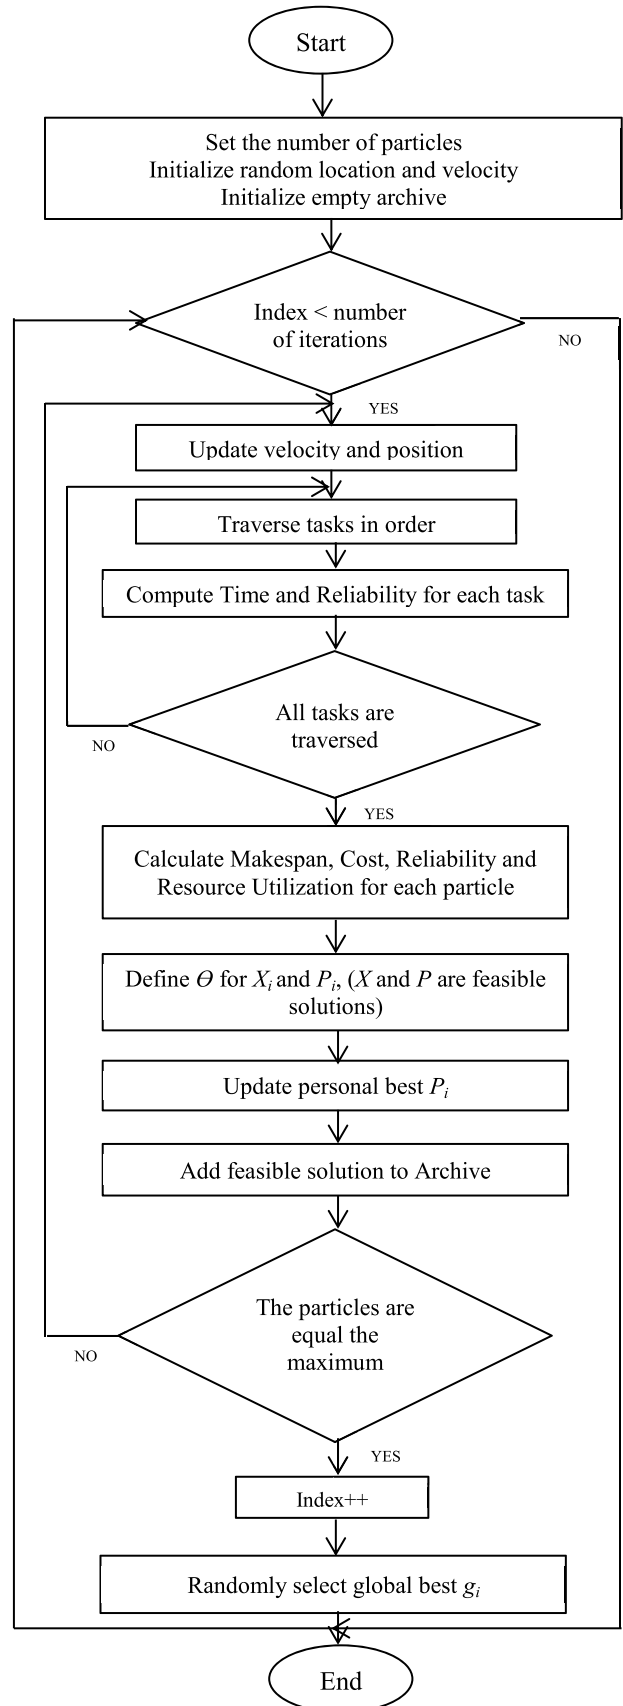 Start
Set the number of particles
Initialize random location and velocity
Initialize empty archive
Index < number
of iterations
NO
YES
Update velocity and position
Traverse tasks in order
Compute Time and Reliability for each task
All tasks are
traversed
NO
YES
Calculate Makespan, Cost, Reliability and
Resource Utilization for each particle
Define Ɵ for Xi and Pi, (X and P are feasible
solutions)
Update personal best Pi
Add feasible solution to Archive
The particles are
equal the
maximum
NO
YES
Index++
Randomly select global best gi
End